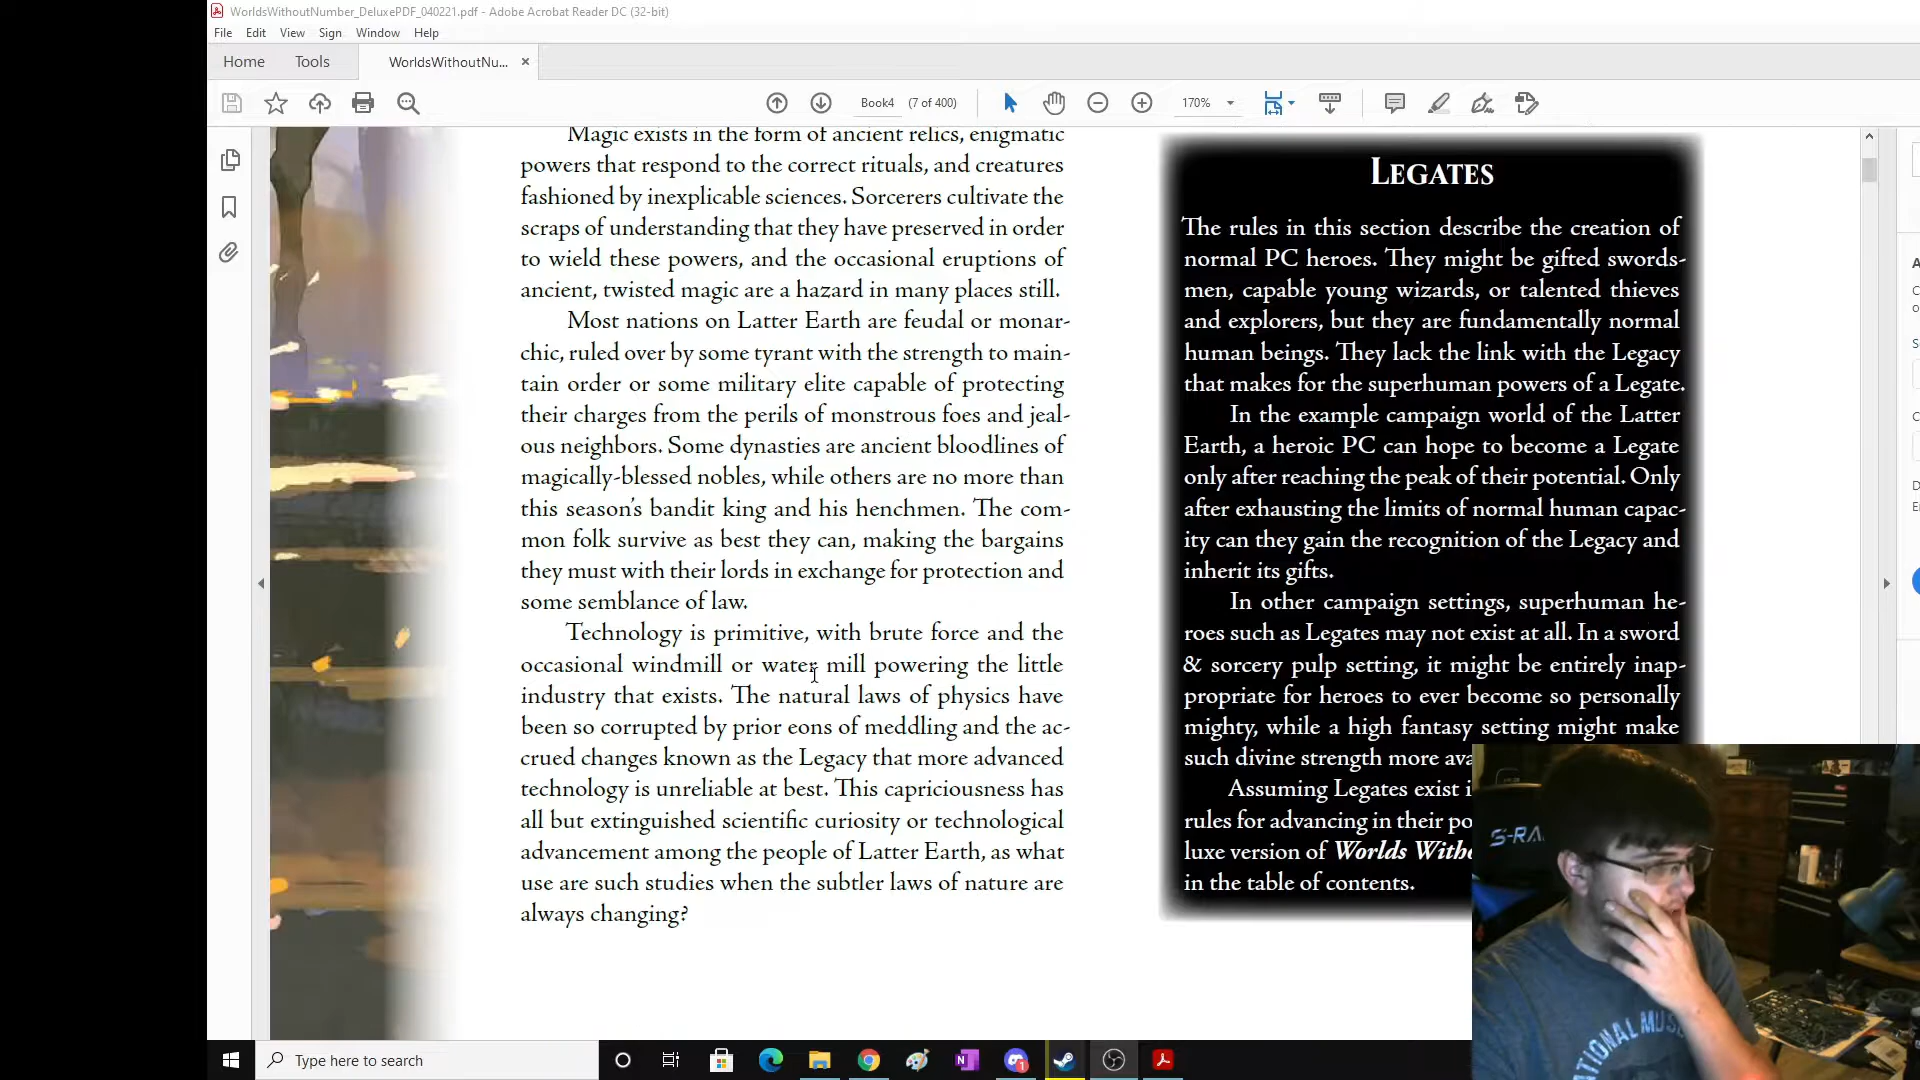 WorldsWithoutNumber_DeluxePDF_040221.pdf - Adobe Acrobat Reader DC (32-bit)
File Edit View Sign Window Help
Home Tools WorldsWithoutNu... ×
Book4 (7 of 400) 170%
Magic exists in the form of ancient relics, enigmatic
powers that respond to the correct rituals, and creatures
fashioned by inexplicable sciences. Sorcerers cultivate the
scraps of understanding that they have preserved in order
to wield these powers, and the occasional eruptions of
ancient, twisted magic are a hazard in many places still.
Most nations on Latter Earth are feudal or monar-
chic, ruled over by some tyrant with the strength to main-
tain order or some military elite capable of protecting
their charges from the perils of monstrous foes and jeal-
ous neighbors. Some dynasties are ancient bloodlines of
magically-blessed nobles, while others are no more than
this season's bandit king and his henchmen. The com-
mon folk survive as best they can, making the bargains
they must with their lords in exchange for protection and
some semblance of law.
Technology is primitive, with brute force and the
occasional windmill or water mill powering the little
industry that exists. The natural laws of physics have
been so corrupted by prior eons of meddling and the ac-
crued changes known as the Legacy that more advanced
technology is unreliable at best. This capriciousness has
all but extinguished scientific curiosity or technological
advancement among the people of Latter Earth, as what
use are such studies when the subtler laws of nature are
always changing?
LEGATES
The rules in this section describe the creation of
normal PC heroes. They might be gifted swords-
men, capable young wizards, or talented thieves
and explorers, but they are fundamentally normal
human beings. They lack the link with the Legacy
that makes for the superhuman powers of a Legate.
In the example campaign world of the Latter
Earth, a heroic PC can hope to become a Legate
only after reaching the peak of their potential. Only
after exhausting the limits of normal human capac-
ity can they gain the recognition of the Legacy and
inherit its gifts.
In other campaign settings, superhuman he-
roes such as Legates may not exist at all. In a sword
& sorcery pulp setting, it might be entirely inap-
propriate for heroes to ever become so personally
mighty, while a high fantasy setting might make
such divine strength more ava
Assuming Legates exist i
rules for advancing in their po
luxe version of Worlds Witho
in the table of contents.
S-RA
TIONAL MUS
Type here to search